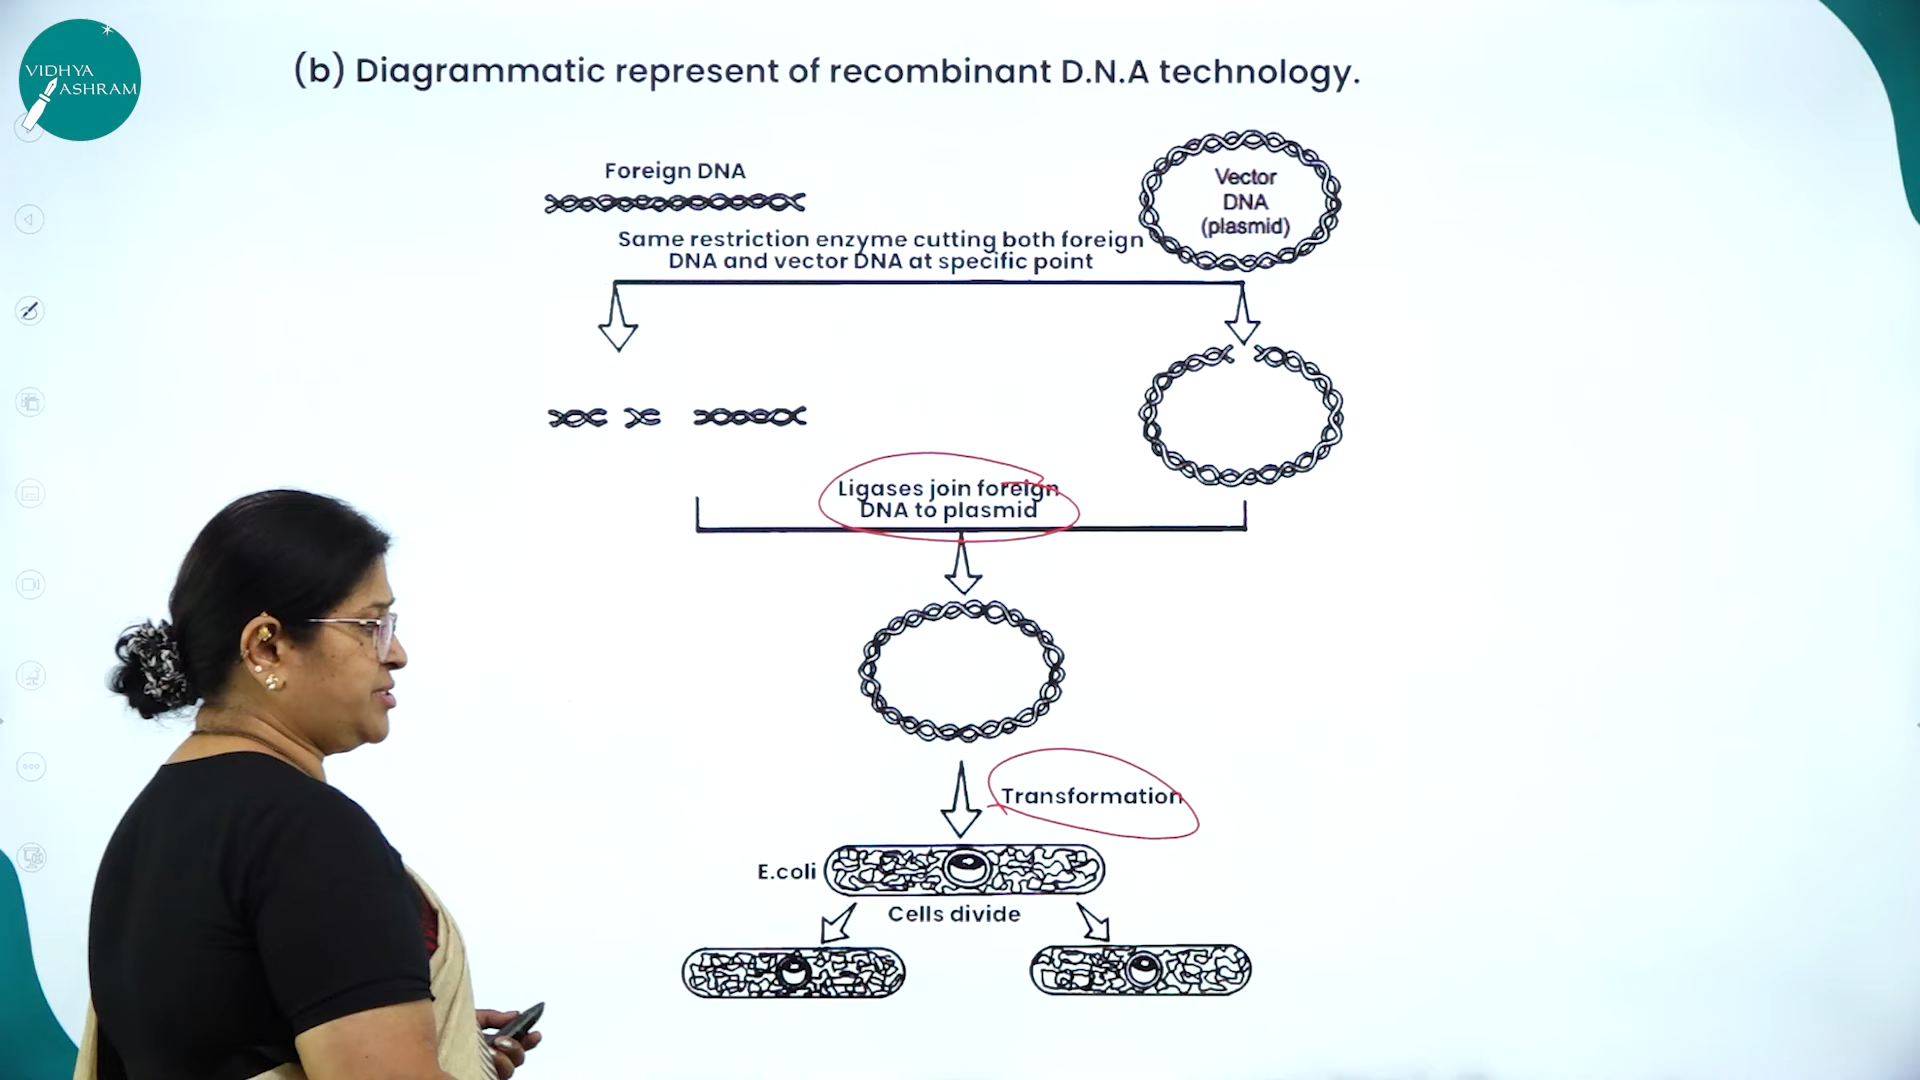 VIDHYA
ASHRAM
(b) Diagrammatic represent of recombinant D.N.A technology.
Foreign DNA
Vector
DNA
(plasmid)
Same restriction enzyme cutting both foreign
DNA and vector DNA at specific point
Ligases join foreign
DNA to plasmid
Transformation
E.coli
Cells divide